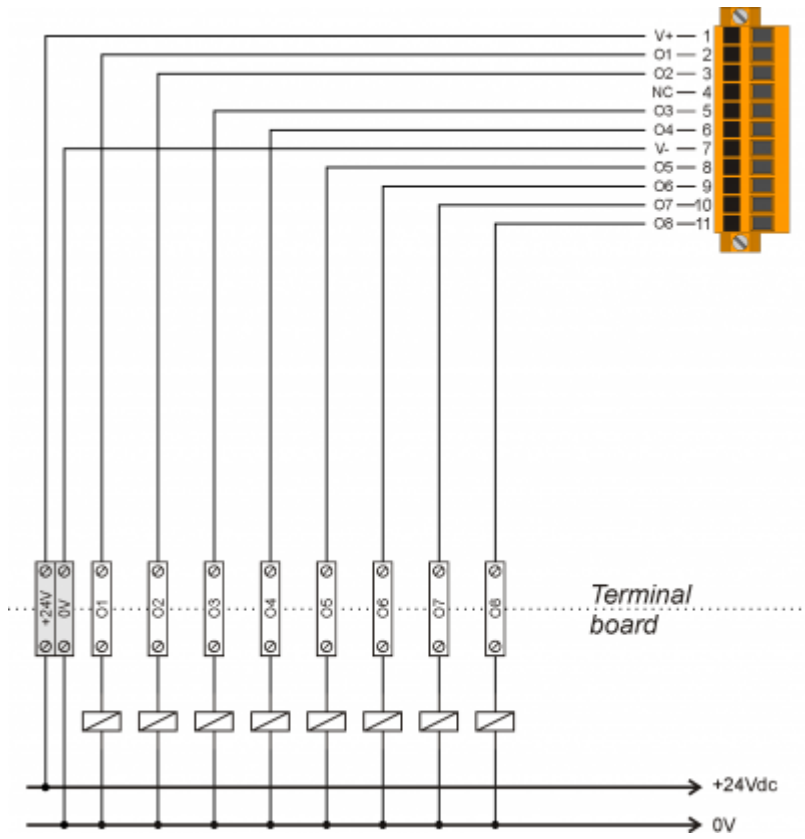 V+ 1
O1 2
O2 3
NC 4
O3 5
O4 6
V- 7
O5 8
O6 9
O7 10
O8 11
+24V 0V O1 O2 O3 O4 O5 O6 O7 O8
Terminal
board
+24Vdc
0V